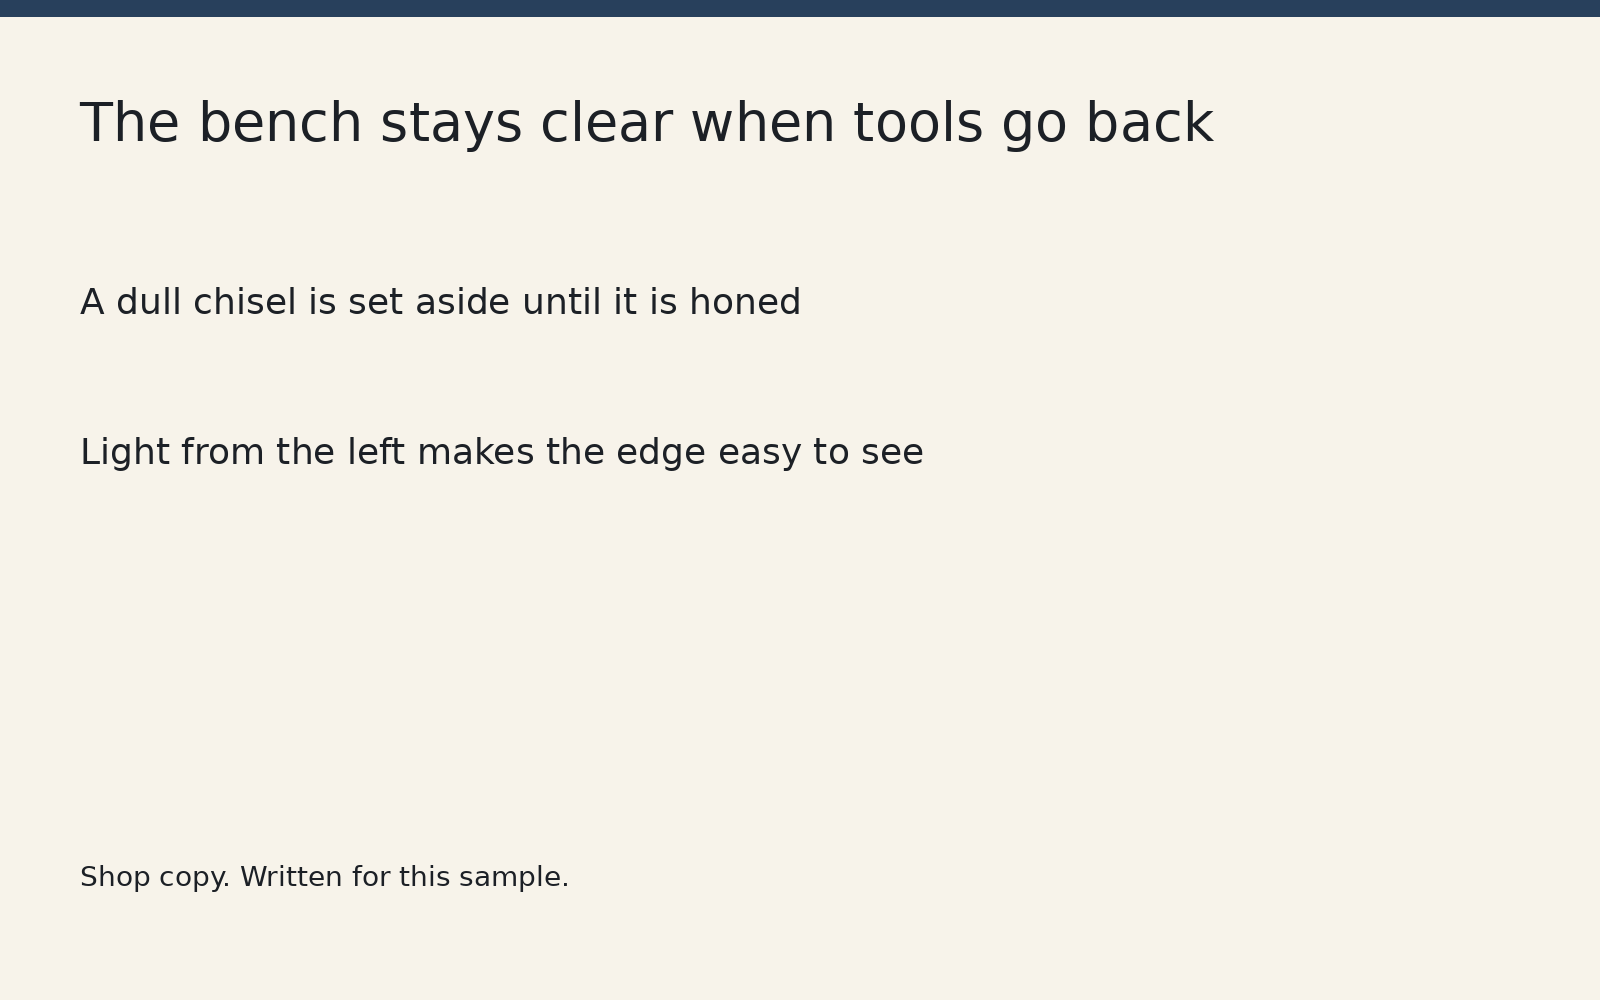 The bench stays clear when tools go back
A dull chisel is set aside until it is honed
Light from the left makes the edge easy to see
Shop copy. Written for this sample.